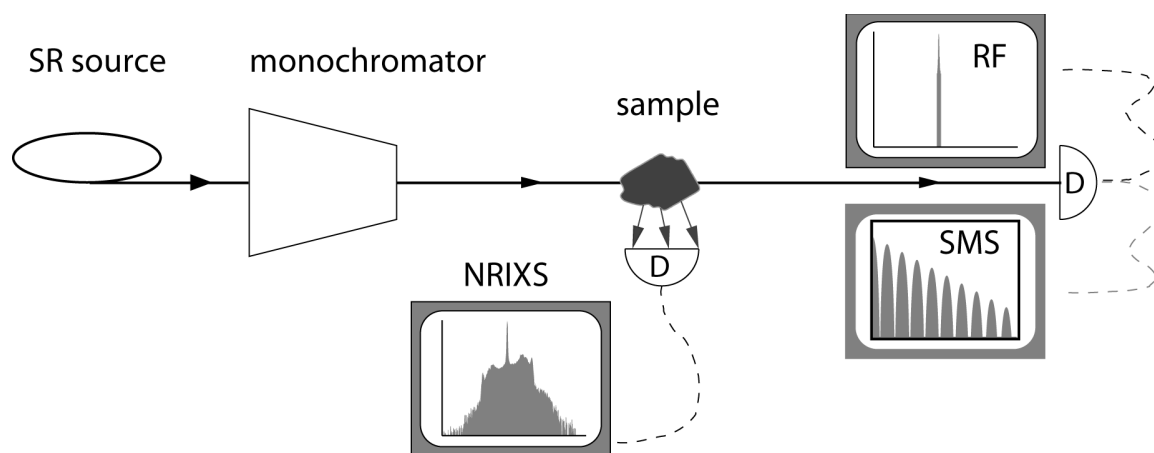 SR source
monochromator
sample
RF
D
SMS
D
NRIXS